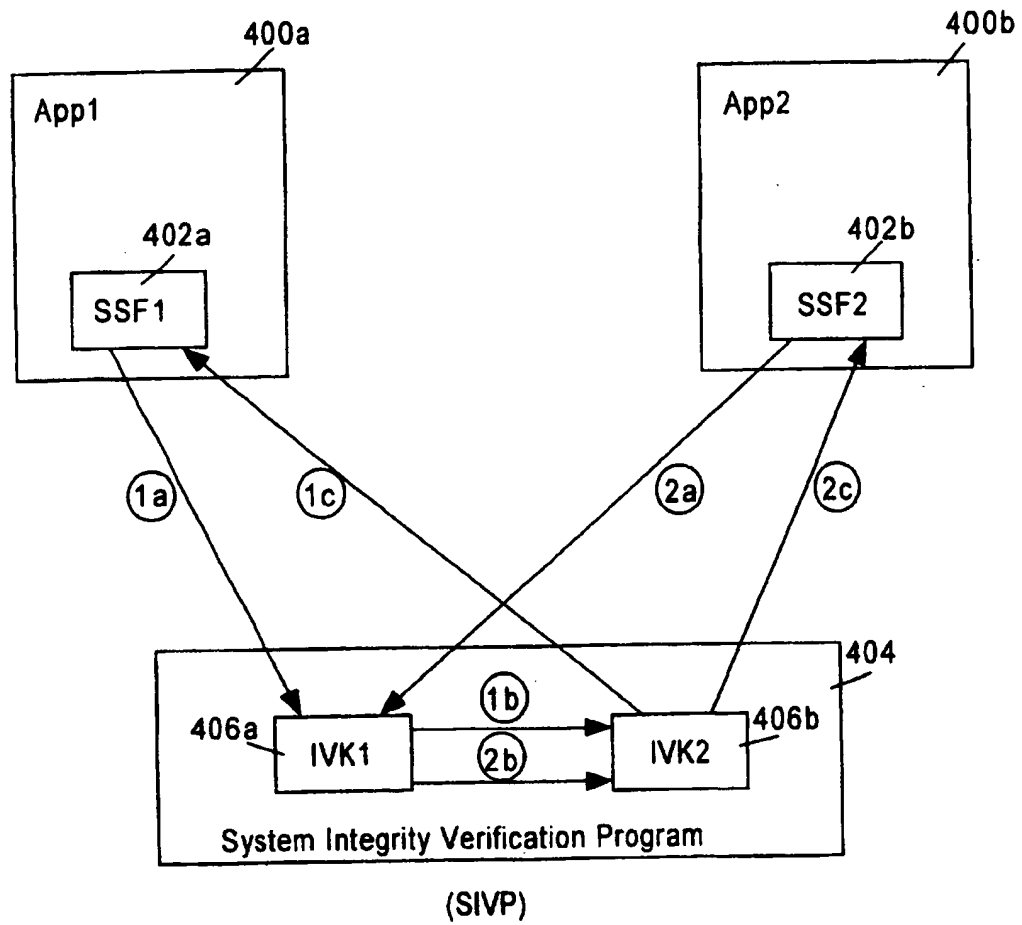 400a
400b
App1
App2
402a
402b
SSF1
SSF2
1a
1c
2a
2c
404
1b
406a
406b
IVK1
IVK2
2b
System Integrity Verification Program
(SIVP)